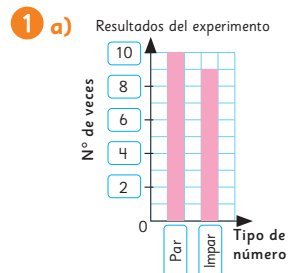 1 a)
Resultados del experimento
N° de veces
10
8
6
4
2
0
Par
Impar
Tipo de
número